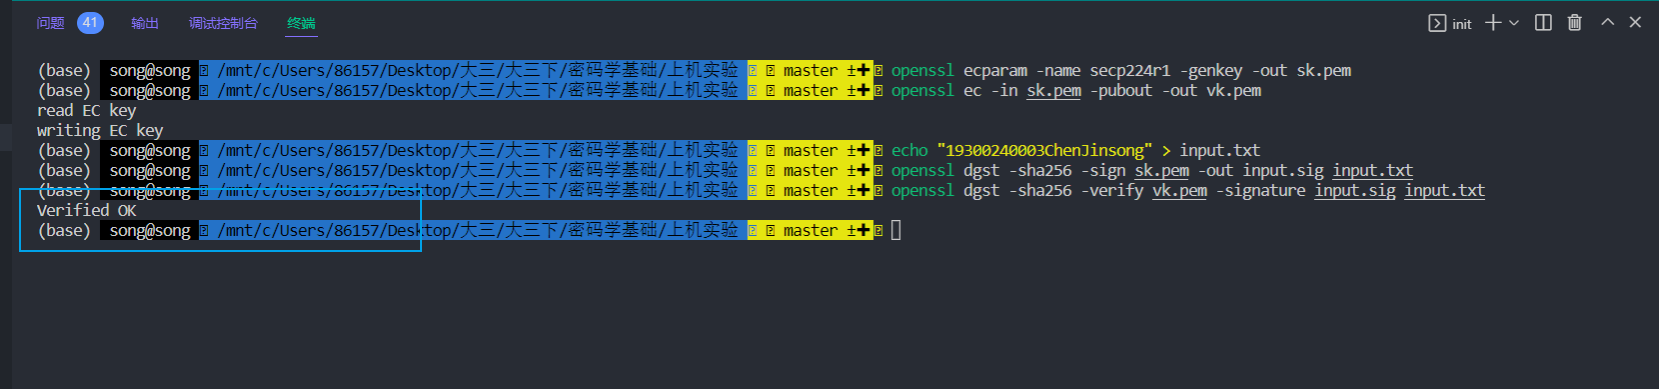 问题 41 输出 调试控制台 终端 init
(base) song@song /mnt/c/Users/86157/Desktop/大三/大三下/密码学基础/上机实验 master ±✚ openssl ecparam -name secp224r1 -genkey -out sk.pem
(base) song@song /mnt/c/Users/86157/Desktop/大三/大三下/密码学基础/上机实验 master ±✚ openssl ec -in sk.pem -pubout -out vk.pem
read EC key
writing EC key
(base) song@song /mnt/c/Users/86157/Desktop/大三/大三下/密码学基础/上机实验 master ±✚ echo "19300240003ChenJinsong" > input.txt
(base) song@song /mnt/c/Users/86157/Desktop/大三/大三下/密码学基础/上机实验 master ±✚ openssl dgst -sha256 -sign sk.pem -out input.sig input.txt
(base) song@song /mnt/c/Users/86157/Desktop/大三/大三下/密码学基础/上机实验 master ±✚ openssl dgst -sha256 -verify vk.pem -signature input.sig input.txt
Verified OK
(base) song@song /mnt/c/Users/86157/Desktop/大三/大三下/密码学基础/上机实验 master ±✚